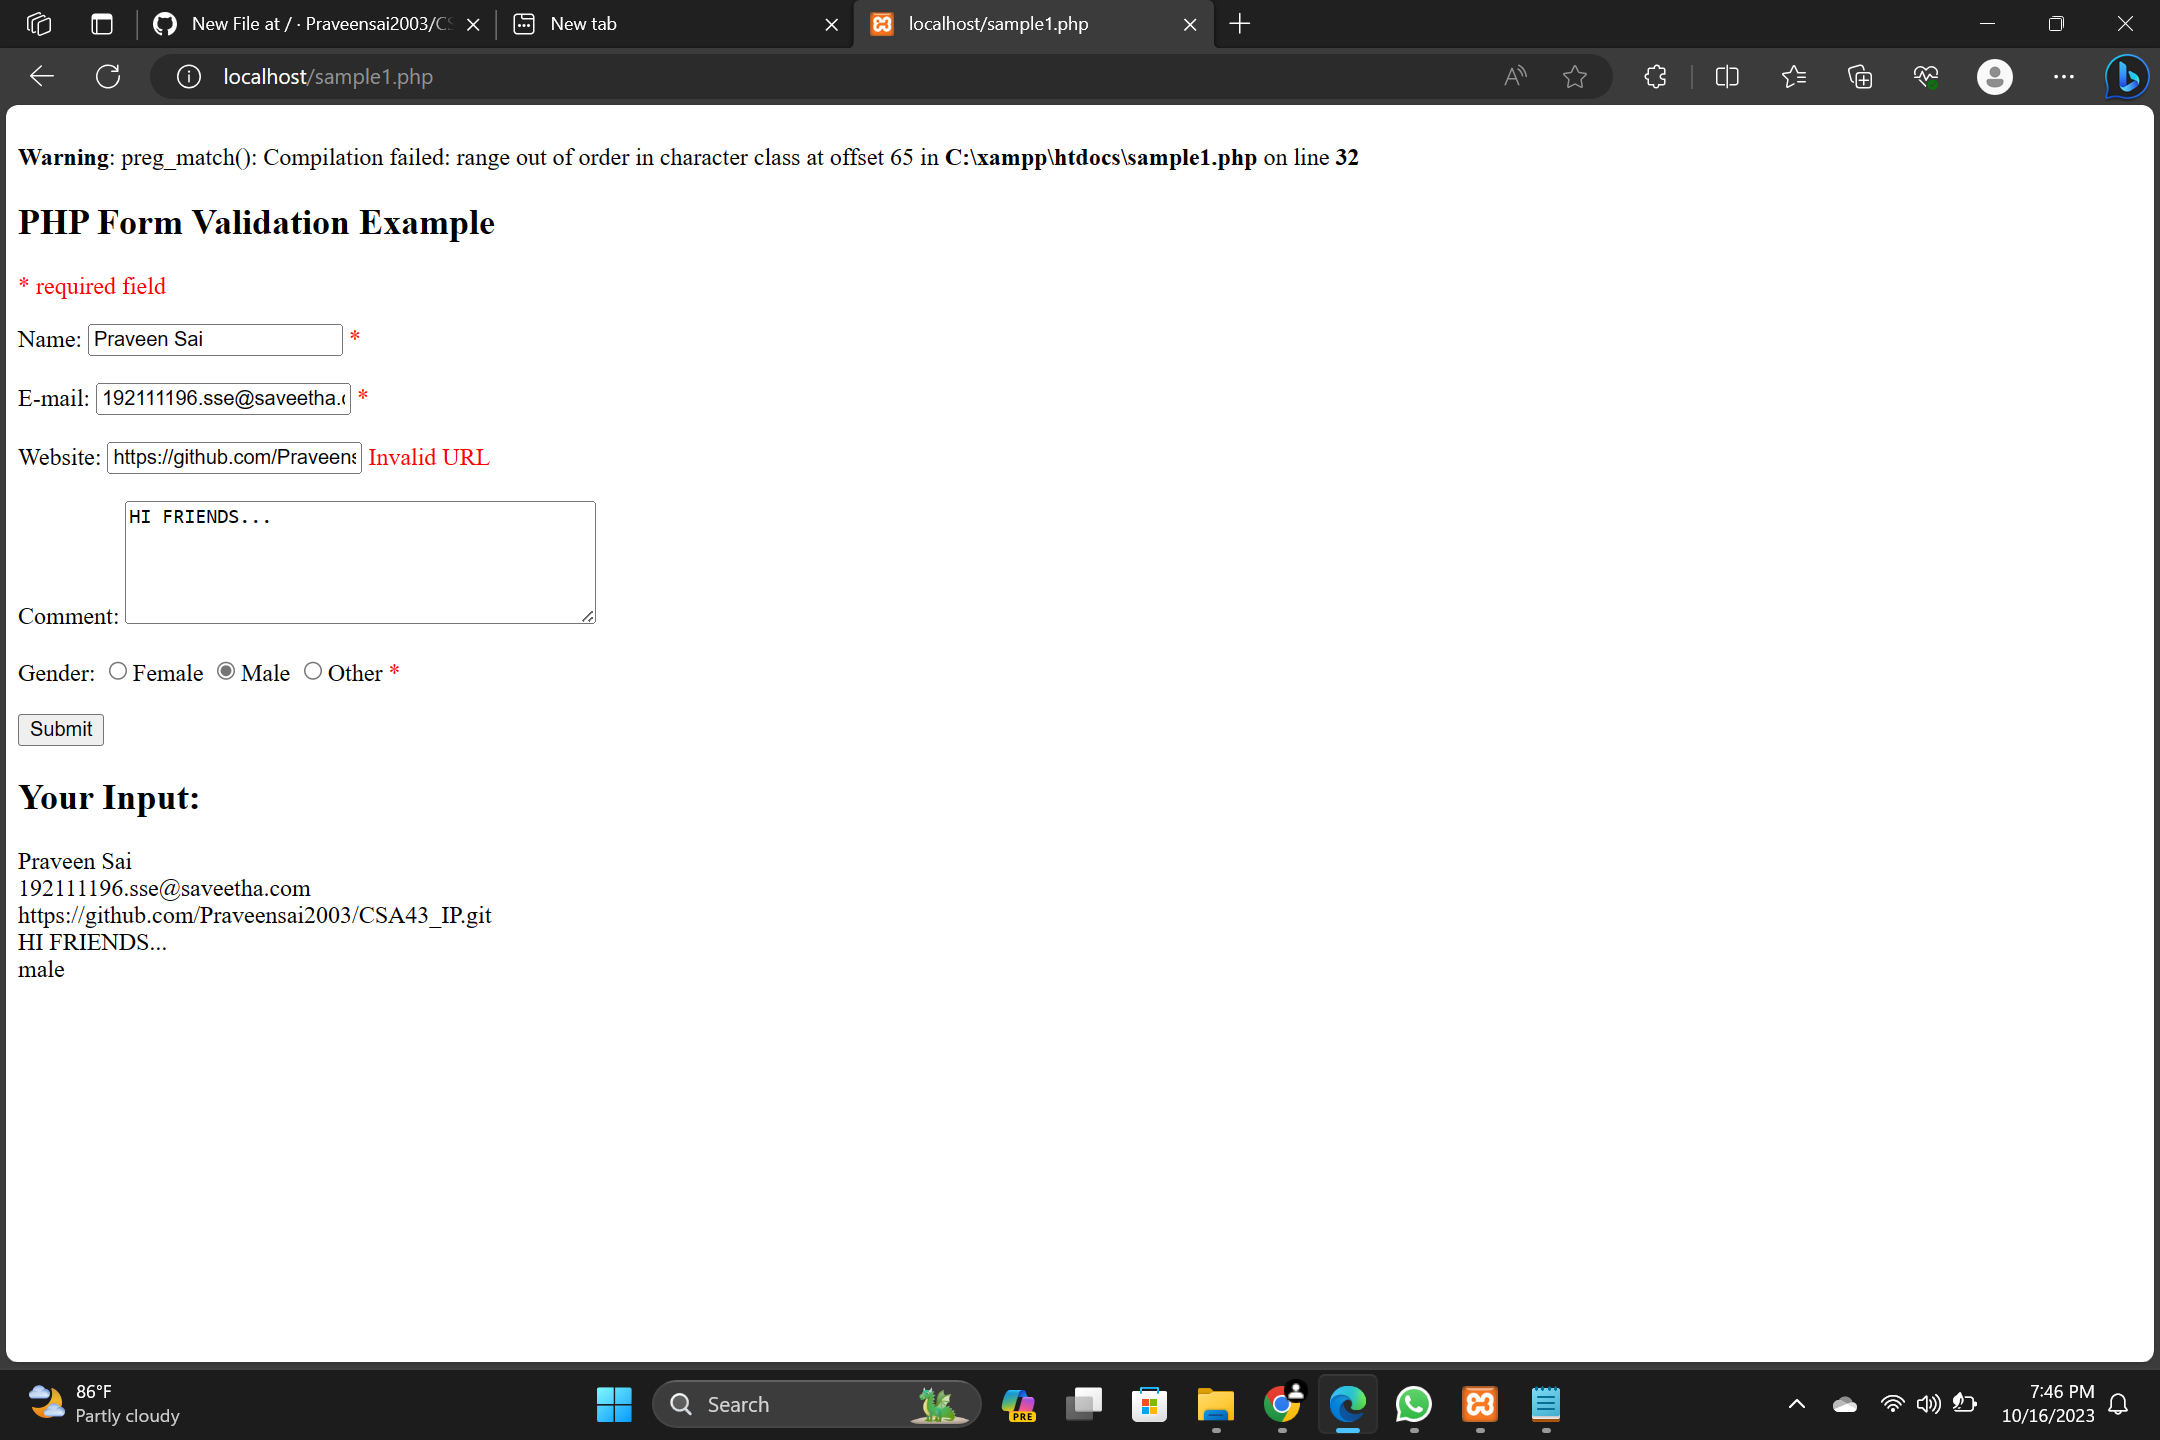 New File at / · Praveensai2003/CS
New tab
localhost/sample1.php
localhost/sample1.php
Warning: preg_match(): Compilation failed: range out of order in character class at offset 65 in C:\xampp\htdocs\sample1.php on line 32
PHP Form Validation Example
* required field
Name: Praveen Sai *
E-mail: 192111196.sse@saveetha.c *
Website: https://github.com/Praveens Invalid URL
HI FRIENDS...
Comment:
Gender: Female Male Other *
Submit
Your Input:
Praveen Sai
192111196.sse@saveetha.com
https://github.com/Praveensai2003/CSA43_IP.git
HI FRIENDS...
male
86°F
Partly cloudy
Search
PRE
7:46 PM
10/16/2023